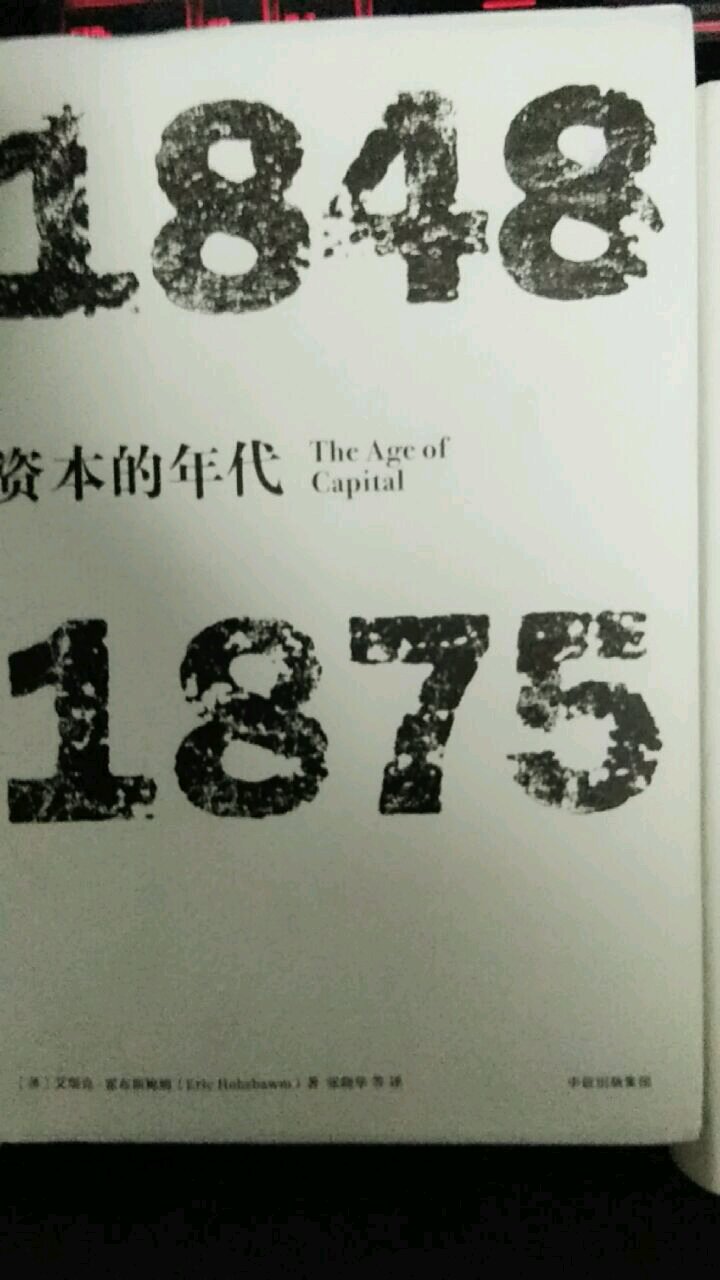 1848
资本的年代
The Age of
Capital
1875
[英] 艾瑞克·霍布斯鲍姆 (Eric Hobsbawm) 著 张晓华 等 译
中信出版集团